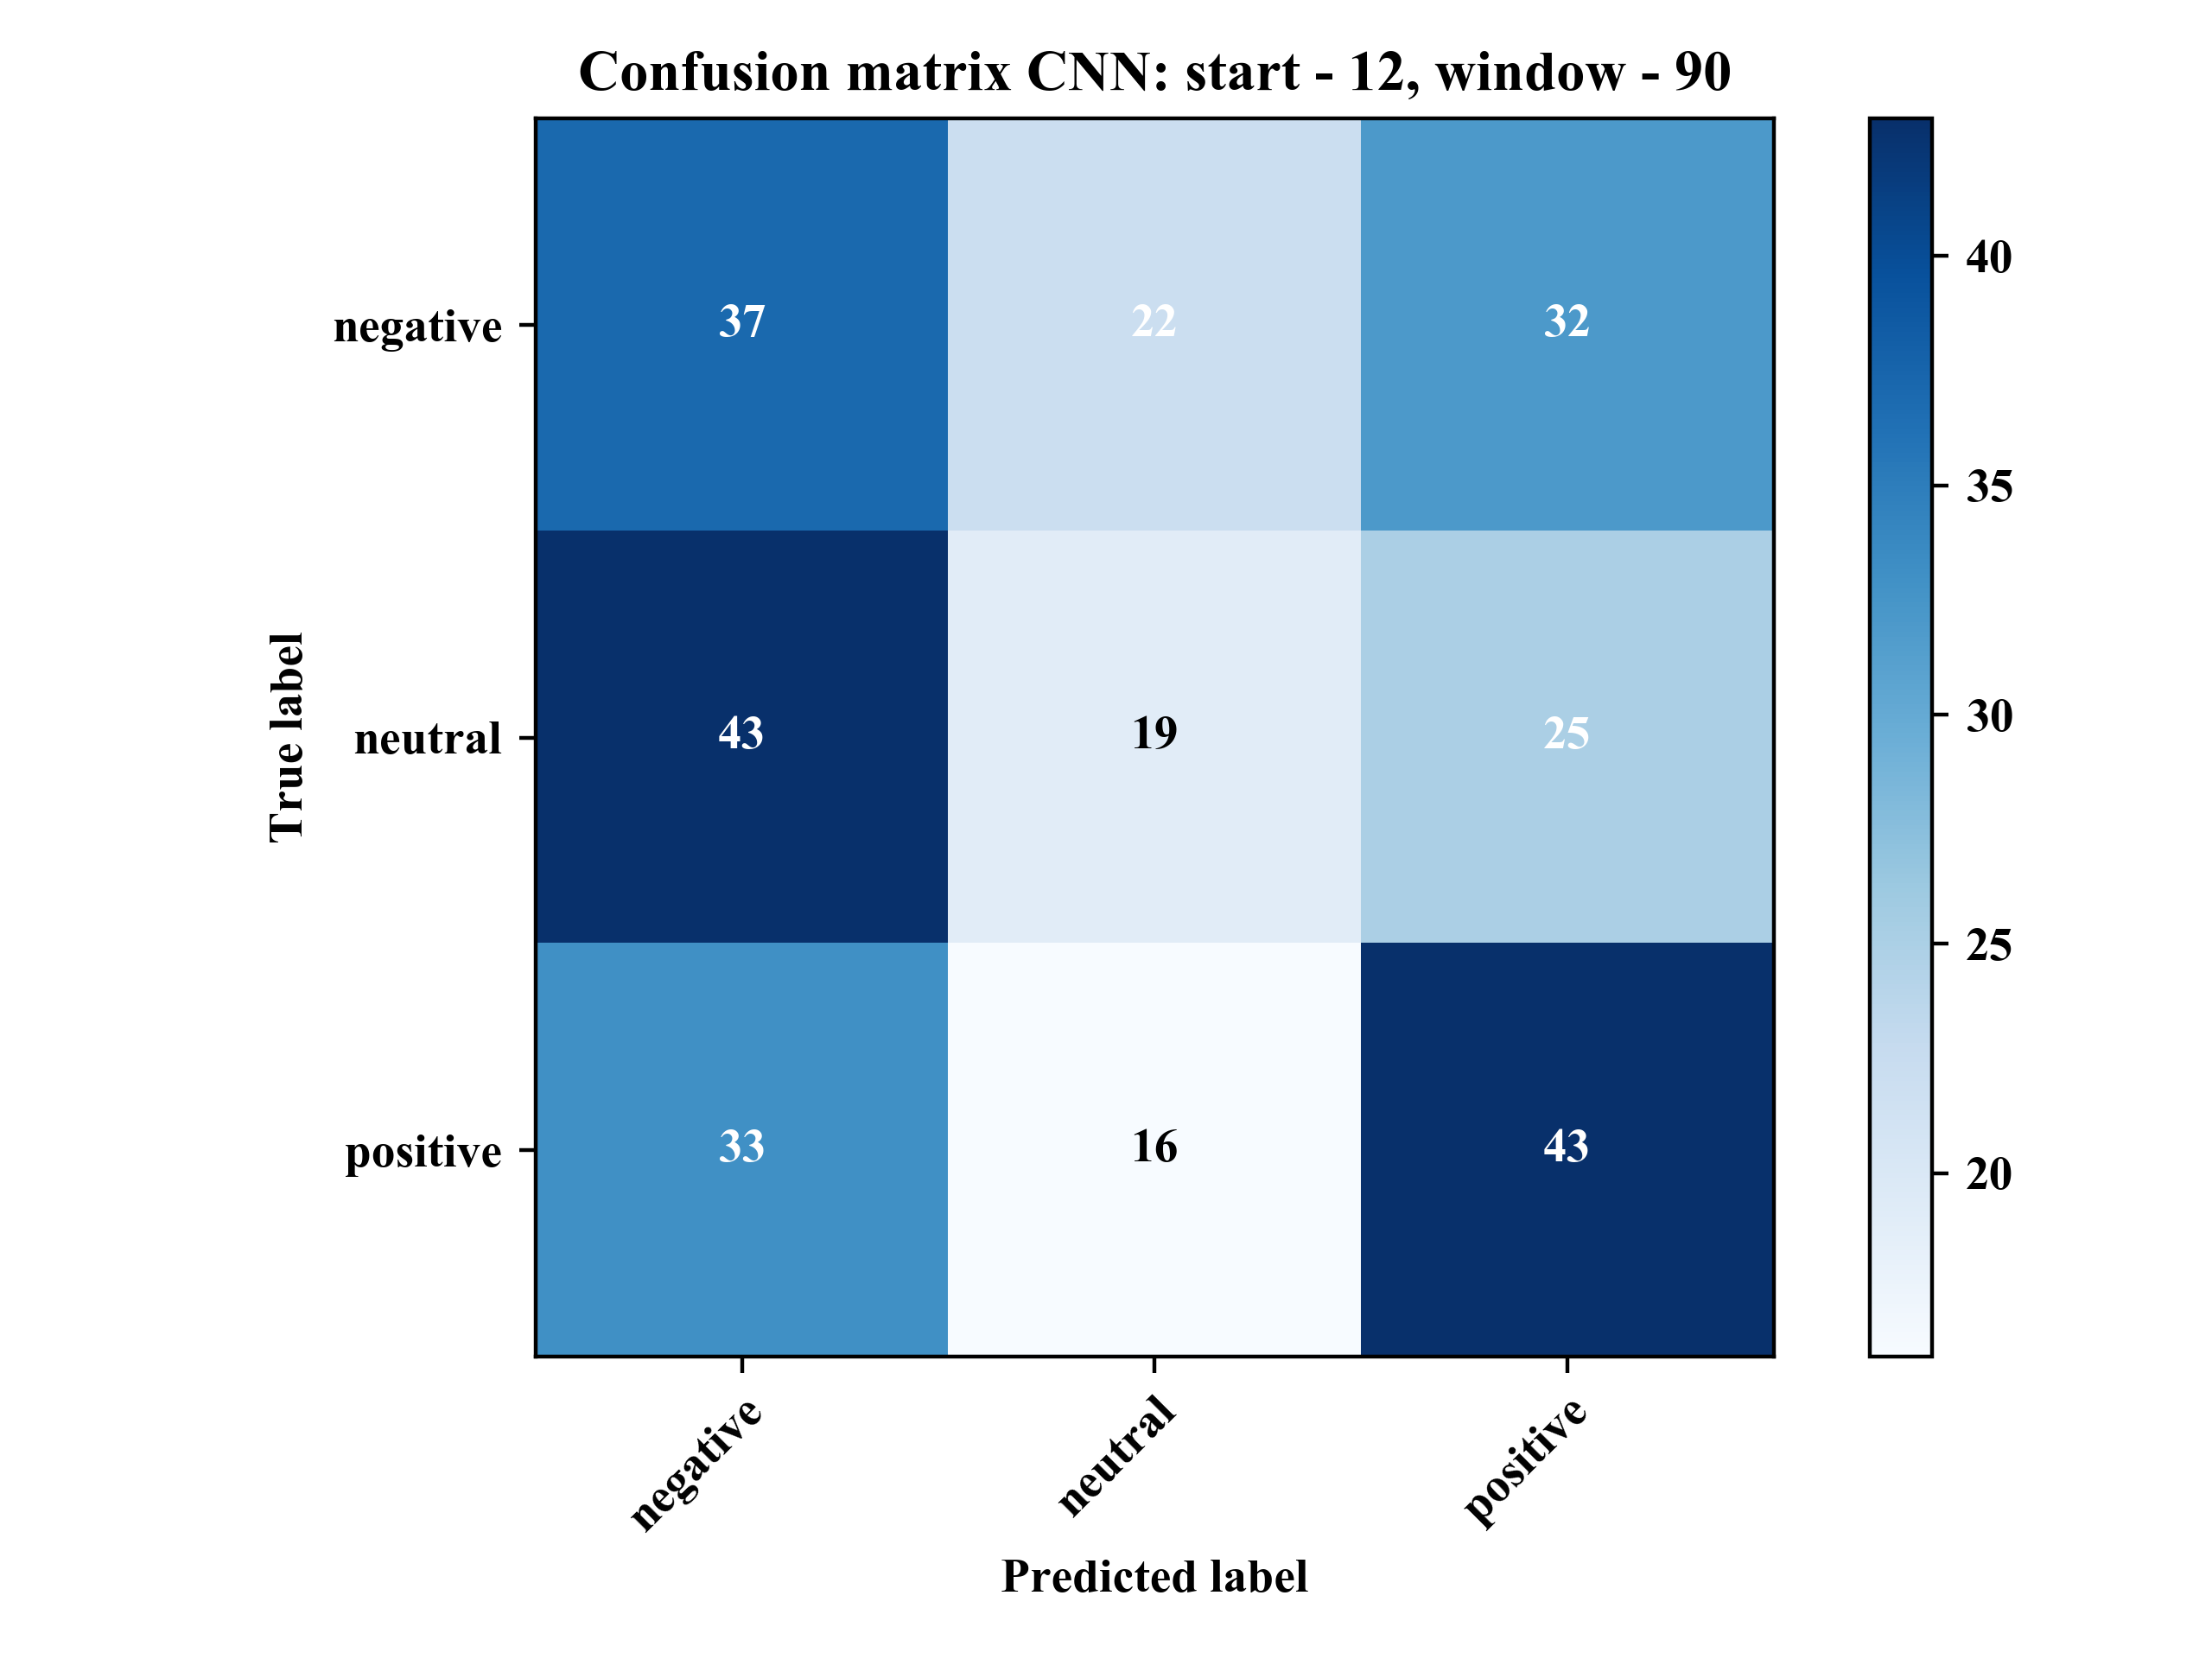 Confusion matrix CNN: start - 12, window - 90
True label
negative
37
22
32
neutral
43
19
25
positive
33
16
43
negative
neutral
positive
Predicted label
40
35
30
25
20